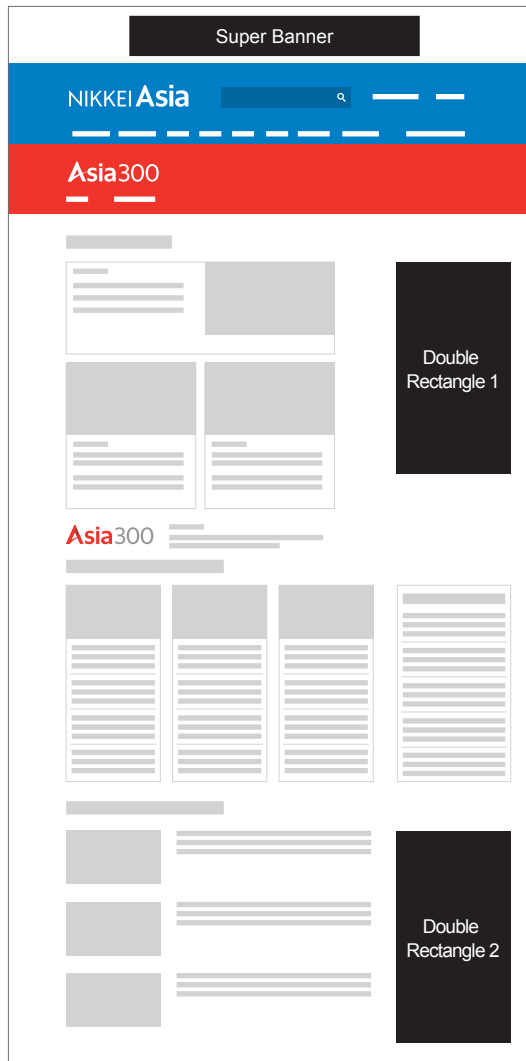 Super Banner
NIKKEI Asia
Asia300
Double
Rectangle 1
Asia300
Double
Rectangle 2